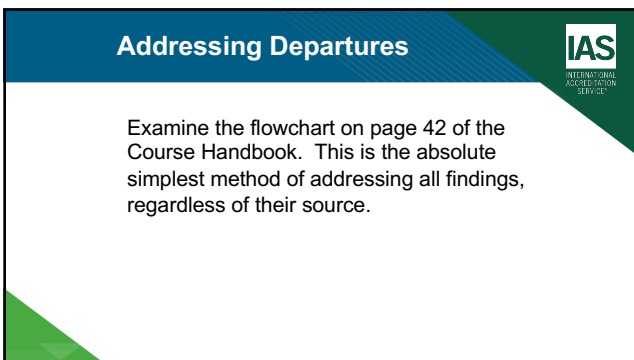 Addressing Departures
IAS
INTERNATIONAL
ACCREDITATION
SERVICE®
Examine the flowchart on page 42 of the
Course Handbook.  This is the absolute
simplest method of addressing all findings,
regardless of their source.